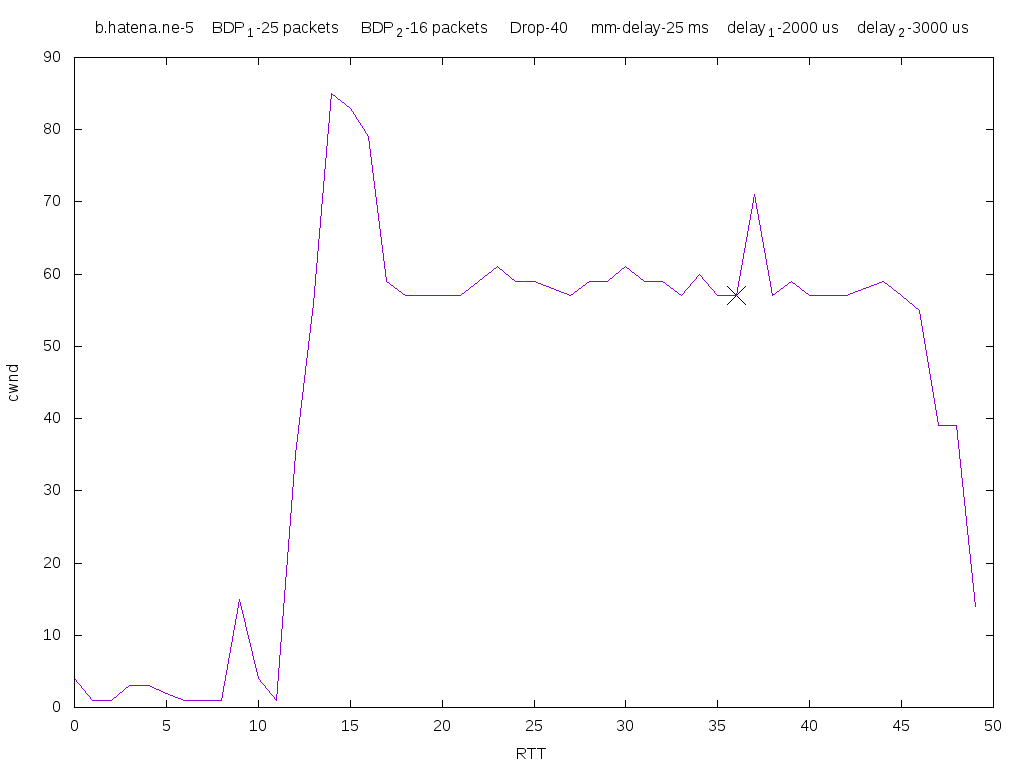 b.hatena.ne-5 BDP1-25 packets BDP2-16 packets Drop-40 mm-delay-25 ms delay1-2000 us delay2-3000 us
90
80
70
60
50
40
30
20
10
0
cwnd
0 5 10 15 20 25 30 35 40 45 50
RTT